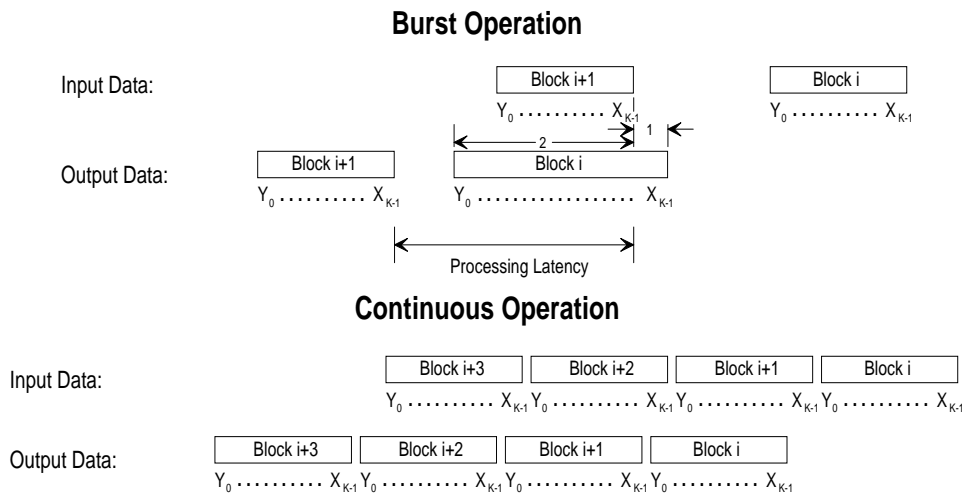 Burst Operation
Input Data:
Block i+1
Block i
Y0 .......... XK-1
Y0 .......... XK-1
1
2
Output Data:
Block i+1
Block i
Y0 .......... XK-1
Y0 .................. XK-1
Processing Latency
Continuous Operation
Input Data:
Block i+3
Block i+2
Block i+1
Block i
Y0 .......... XK-1 Y0 .......... XK-1 Y0 .......... XK-1 Y0 .......... XK-1
Output Data:
Block i+3
Block i+2
Block i+1
Block i
Y0 .......... XK-1 Y0 .......... XK-1 Y0 .......... XK-1 Y0 .......... XK-1